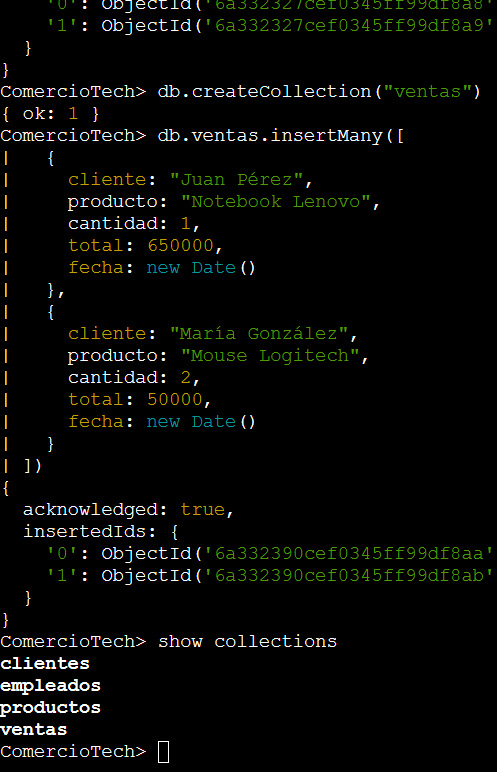 '0': ObjectId('6a332327cef0345ff99df8a8'
'1': ObjectId('6a332327cef0345ff99df8a9'
}
}
ComercioTech> db.createCollection("ventas")
{ ok: 1 }
ComercioTech> db.ventas.insertMany([
| {
| cliente: "Juan Pérez",
| producto: "Notebook Lenovo",
| cantidad: 1,
| total: 650000,
| fecha: new Date()
| },
| {
| cliente: "María González",
| producto: "Mouse Logitech",
| cantidad: 2,
| total: 50000,
| fecha: new Date()
| }
| ])
{
acknowledged: true,
insertedIds: {
'0': ObjectId('6a332390cef0345ff99df8aa'
'1': ObjectId('6a332390cef0345ff99df8ab'
}
}
ComercioTech> show collections
clientes
empleados
productos
ventas
ComercioTech>